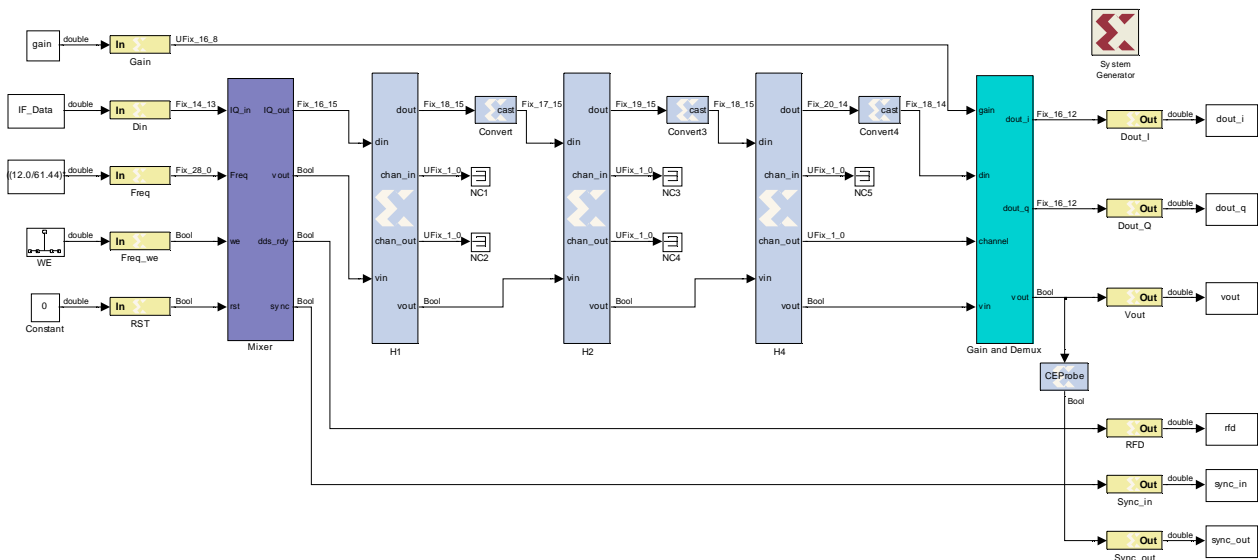 gain
double
In
Gain
UFix_16_8
System
Generator
IF_Data
double
In
Din
Fix_14_13
((12.0/61.44)*
double
In
Freq
Fix_28_0
WE
double
In
Freq_we
Bool
0
Constant
double
In
RST
Bool
IQ_in
Freq
we
rst
IQ_out
vout
dds_rdy
sync
Mixer
Fix_16_15
Bool
Bool
Bool
din
vin
dout
chan_in
chan_out
vout
H1
Fix_18_15
cast
Convert
Fix_17_15
UFix_1_0
NC1
UFix_1_0
NC2
Bool
din
vin
dout
chan_in
chan_out
vout
H2
Fix_19_15
cast
Convert3
Fix_18_15
UFix_1_0
NC3
UFix_1_0
NC4
Bool
din
vin
dout
chan_in
chan_out
vout
H4
Fix_20_14
cast
Convert4
Fix_18_14
UFix_1_0
NC5
UFix_1_0
Bool
gain
din
channel
vin
dout_i
dout_q
vout
Gain and Demux
Fix_16_12
Out
Dout_I
double
dout_i
Fix_16_12
Out
Dout_Q
double
dout_q
Bool
Out
Vout
double
vout
CEProbe
Bool
Out
RFD
double
rfd
Out
Sync_in
double
sync_in
Out
Sync_out
double
sync_out